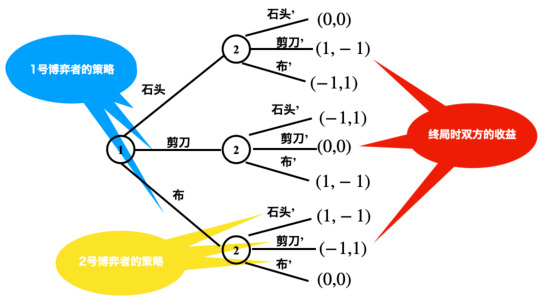 石头’
(0,0)
2
剪刀’
(1, − 1)
布’
(−1,1)
1号博弈者的策略
石头
石头’
(−1,1)
终局时双方的收益
1
剪刀
2
剪刀’
(0,0)
布’
(1, − 1)
布
石头’
(1, − 1)
2号博弈者的策略
2
剪刀’
(−1,1)
布’
(0,0)